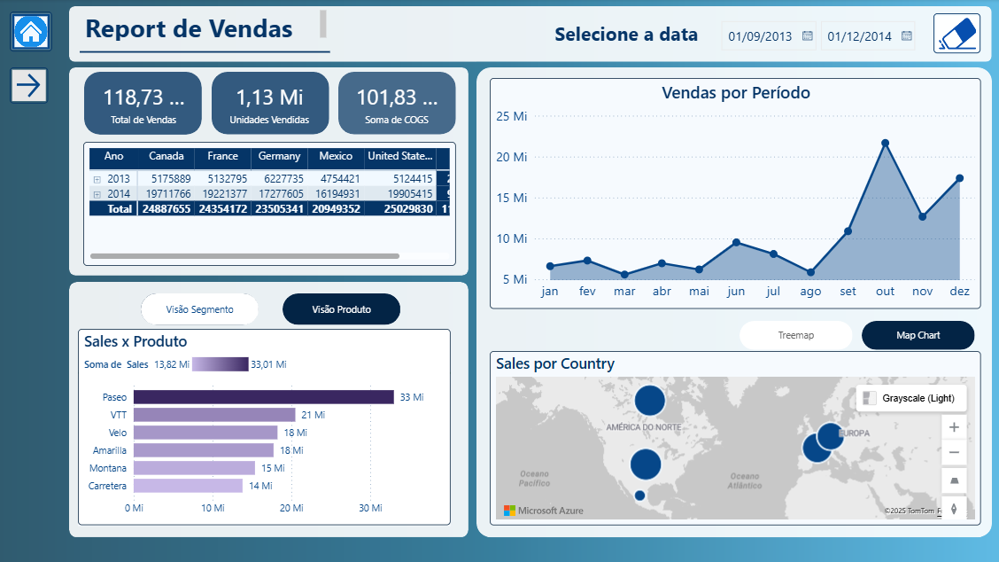 Report de Vendas
Selecione a data
01/09/2013
01/12/2014
118,73 ...
Total de Vendas
1,13 Mi
Unidades Vendidas
101,83 ...
Soma de COGS
Ano Canada France Germany Mexico United State...
2013 5175889 5132795 6227735 4754421 5124415 2
2014 19711766 19221377 17277605 16194931 19905415 9
Total 24887655 24354172 23505341 20949352 25029830 11
Vendas por Período
25 Mi
20 Mi
15 Mi
10 Mi
5 Mi
jan fev mar abr mai jun jul ago set out nov dez
Visão Segmento
Visão Produto
Sales x Produto
Soma de Sales 13,82 Mi 33,01 Mi
Paseo 33 Mi
VTT 21 Mi
Velo 18 Mi
Amarilla 18 Mi
Montana 15 Mi
Carretera 14 Mi
0 Mi 10 Mi 20 Mi 30 Mi
Treemap
Map Chart
Sales por Country
Grayscale (Light)
AMÉRICA DO NORTE
EUROPA
Oceano
Pacífico
Oceano
Atlântico
Microsoft Azure
©2025 TomTom